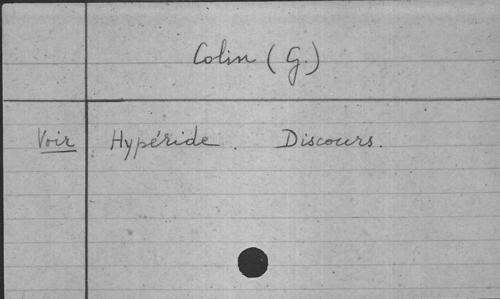 Colin (G.)
Voir Hypéride. Discours.